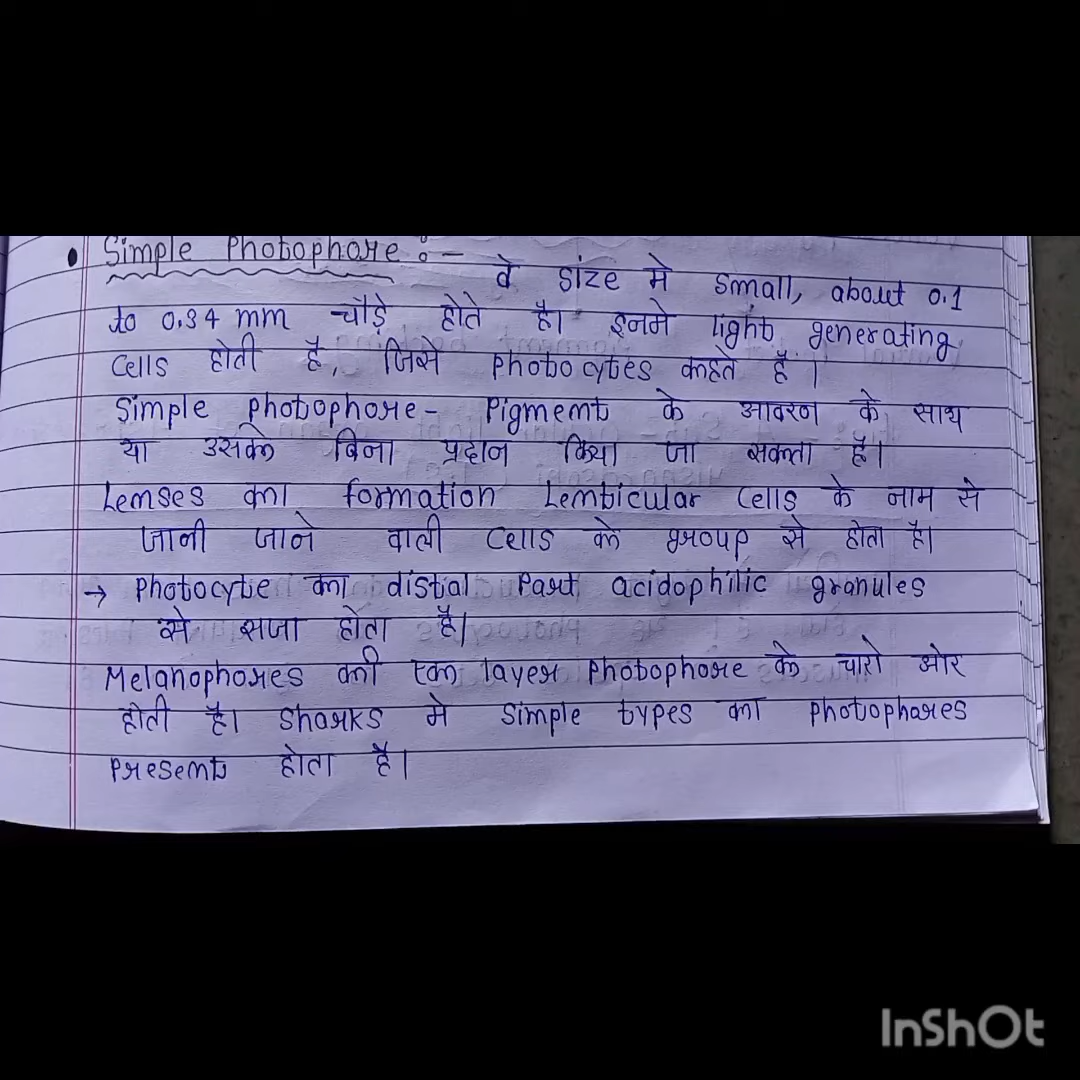 • Simple Photophore :-
वे size मे small, about 0.1
to 0.34 mm चौड़े होते है। इनमे light generating
Cells होती है, जिसे Photocytes कहते है।
Simple photophore- Pigment के आवरण के साथ
या उसके बिना प्रदान किया जा सकता है।
Lenses का formation Lenticular Cells के नाम से
जानी जाने वाली Cells के group से होता है।
→ Photocyte का distal Part acidophilic granules
से सजा होता है।
Melanophores की एक layer Photophore के चारो ओर
होती है। Sharks मे Simple types का Photophores
Present होता है।
InShOt